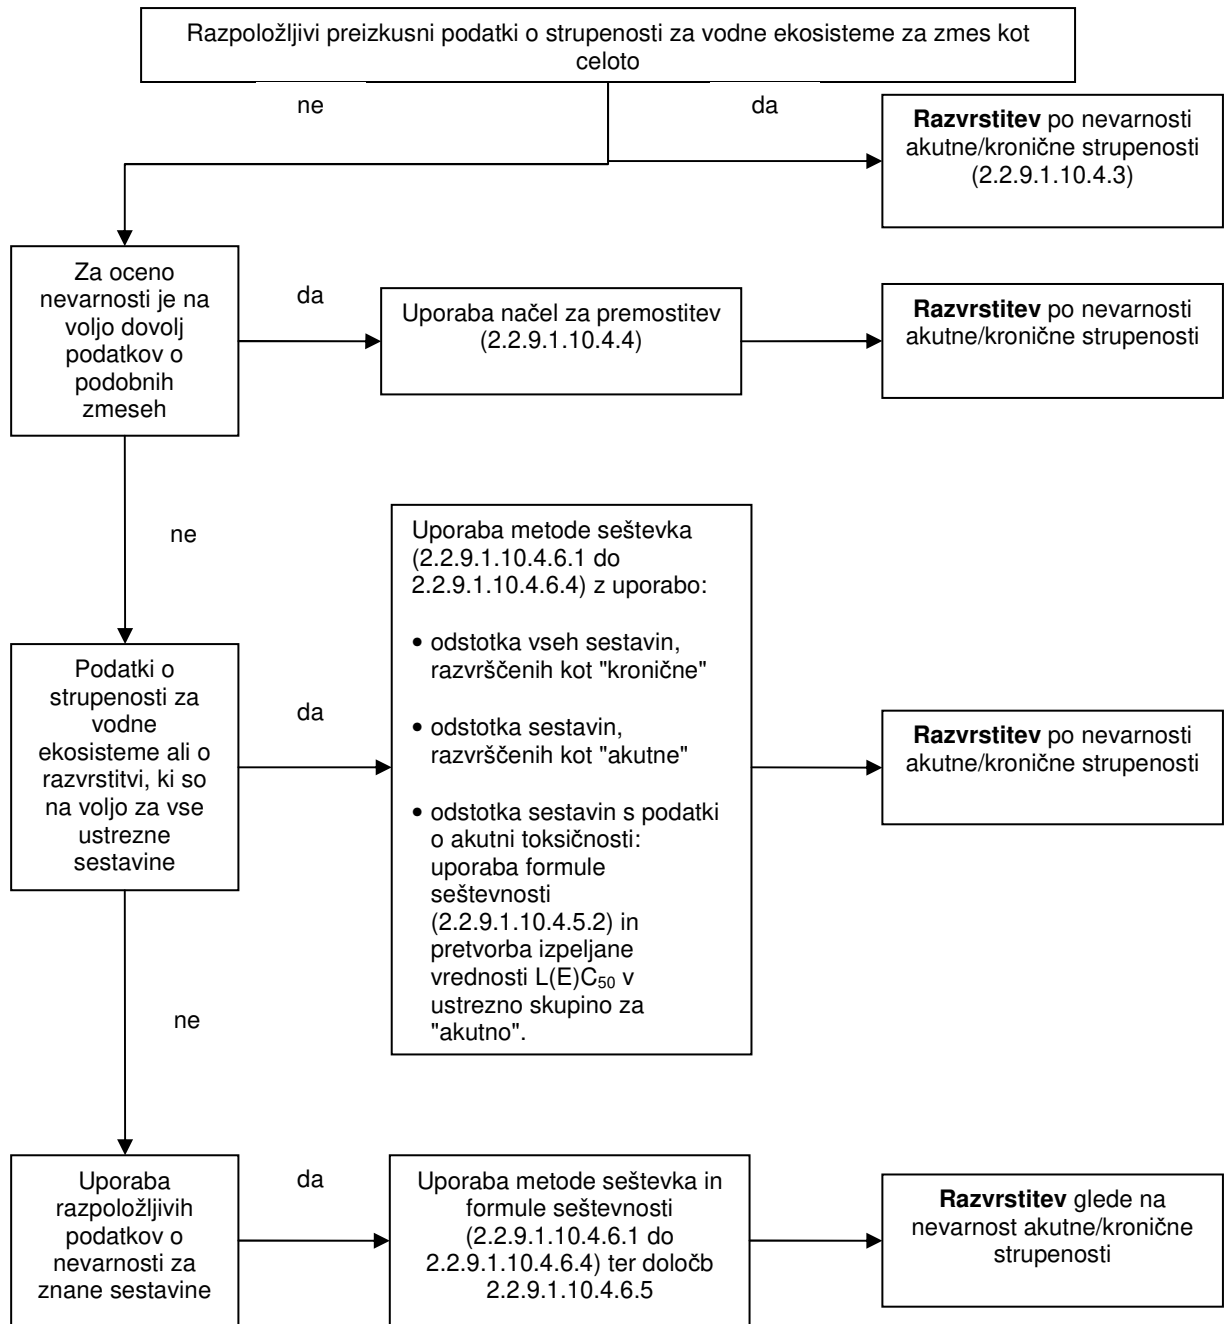 Razpoložljivi preizkusni podatki o strupenosti za vodne ekosisteme za zmes kot
celoto
ne
da
Razvrstitev po nevarnosti
akutne/kronične strupenosti
(2.2.9.1.10.4.3)
Za oceno
nevarnosti je na
voljo dovolj
podatkov o
podobnih
zmeseh
da
Uporaba načel za premostitev
(2.2.9.1.10.4.4)
Razvrstitev po nevarnosti
akutne/kronične strupenosti
ne
Podatki o
strupenosti za
vodne
ekosisteme ali o
razvrstitvi, ki so
na voljo za vse
ustrezne
sestavine
da
Uporaba metode seštevka
(2.2.9.1.10.4.6.1 do
2.2.9.1.10.4.6.4) z uporabo:
• odstotka vseh sestavin,
razvrščenih kot "kronične"
• odstotka sestavin,
razvrščenih kot "akutne"
• odstotka sestavin s podatki
o akutni toksičnosti:
uporaba formule
seštevnosti
(2.2.9.1.10.4.5.2) in
pretvorba izpeljane
vrednosti L(E)C₅₀ v
ustrezno skupino za
"akutno".
Razvrstitev po nevarnosti
akutne/kronične strupenosti
ne
Uporaba
razpoložljivih
podatkov o
nevarnosti za
znane sestavine
da
Uporaba metode seštevka in
formule seštevnosti
(2.2.9.1.10.4.6.1 do
2.2.9.1.10.4.6.4) ter določb
2.2.9.1.10.4.6.5
Razvrstitev glede na
nevarnost akutne/kronične
strupenosti